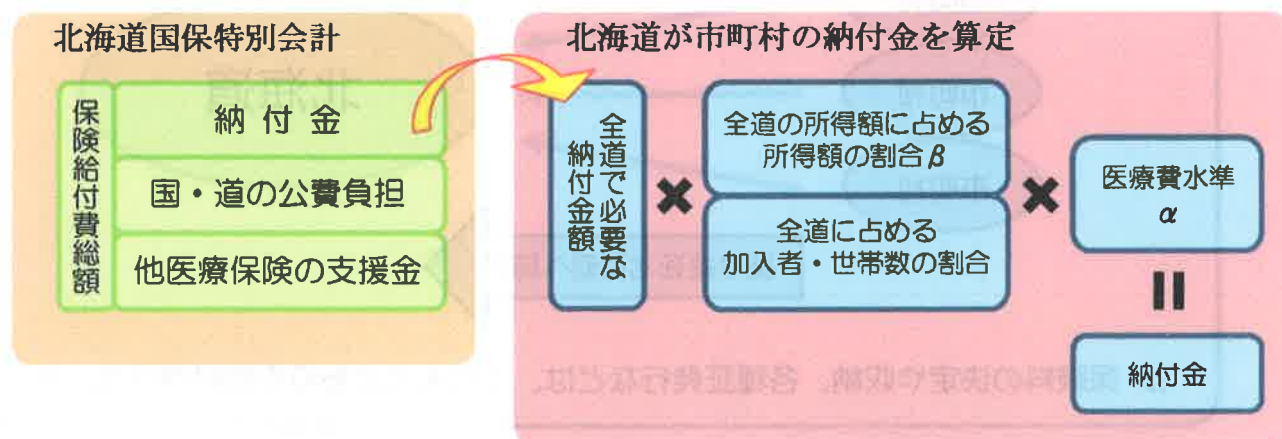 北海道国保特別会計
保険給付費総額
納付金
国・道の公費負担
他医療保険の支援金
北海道が市町村の納付金を算定
全道で必要な
納付金額
×
全道の所得額に占める
所得額の割合β
全道に占める
加入者・世帯数の割合
×
医療費水準
α
=
納付金